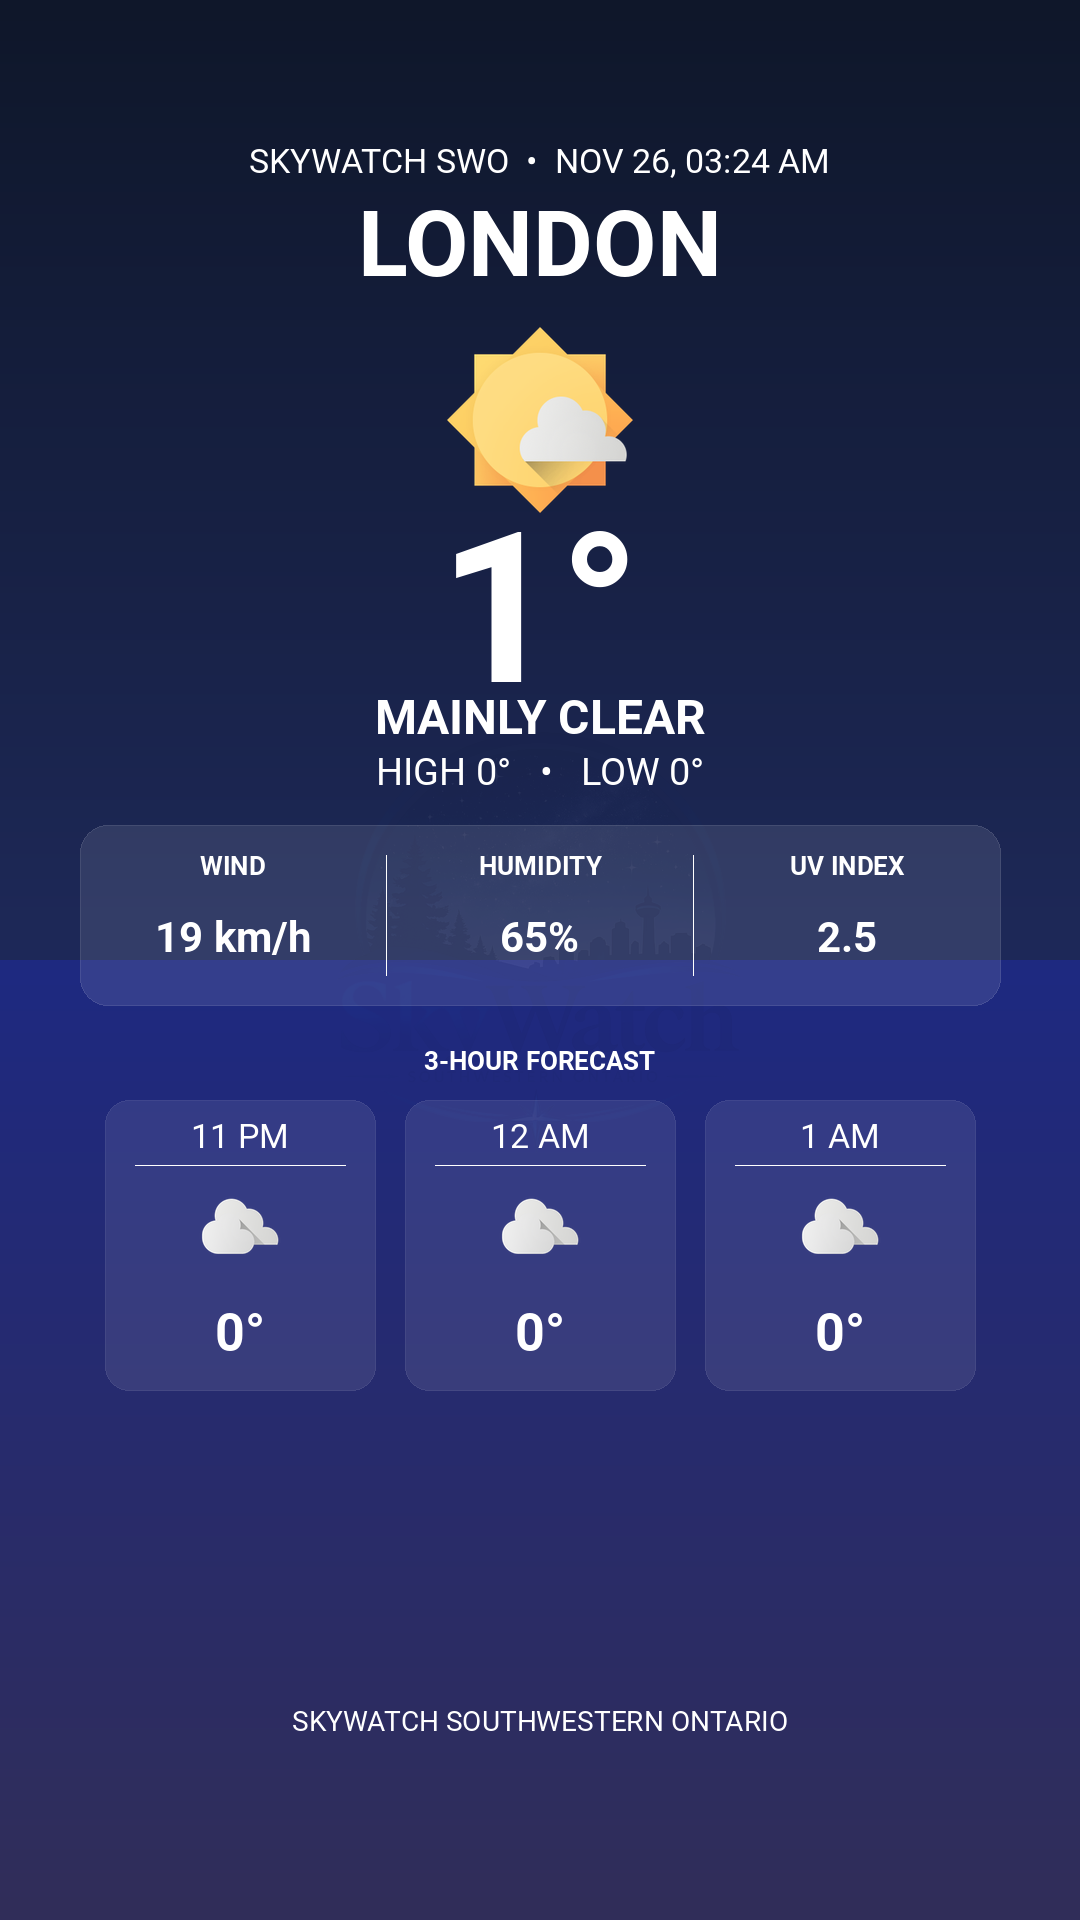 SKYWATCH SWO • NOV 26, 03:24 AM
LONDON
1°
MAINLY CLEAR
HIGH 0° • LOW 0°
WIND HUMIDITY UV INDEX
19 km/h 65% 2.5
SkyWatch
3-HOUR FORECAST
11 PM 12 AM 1 AM
0° 0° 0°
SKYWATCH SOUTHWESTERN ONTARIO